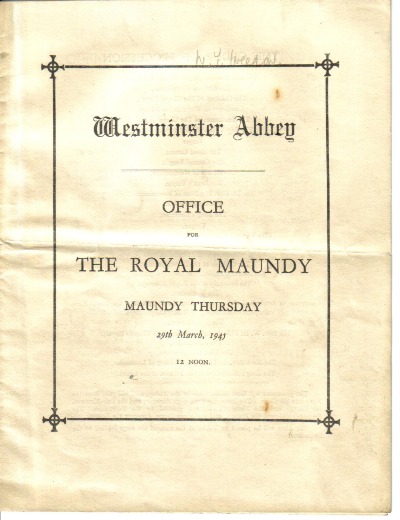 Westminster Abbey
OFFICE
FOR
THE ROYAL MAUNDY
MAUNDY THURSDAY
29th March, 1945
12 NOON.